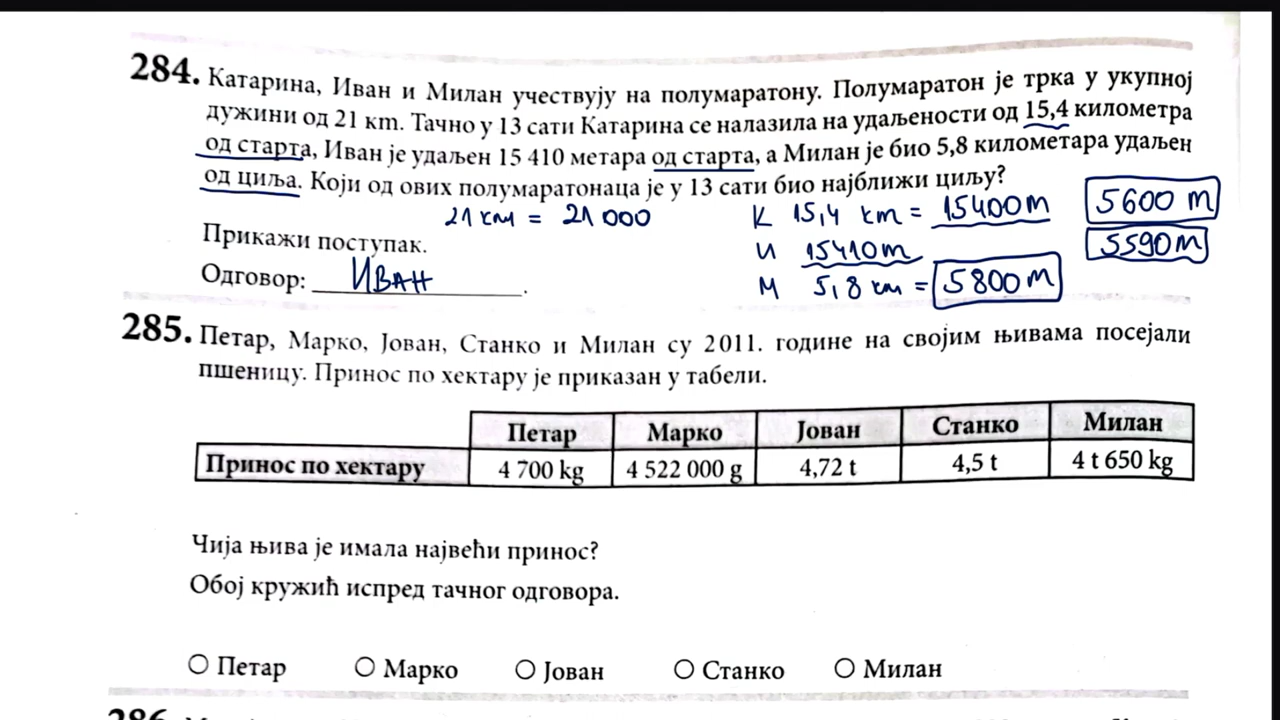 284. Катарина, Иван и Милан учествују на полумаратону. Полумаратон је трка у укупној
дужини од 21 km. Тачно у 13 сати Катарина се налазила на удаљености од 15,4 километра
од старта, Иван је удаљен 15 410 метара од старта, а Милан је био 5,8 километара удаљен
од циља. Који од ових полумаратонаца је у 13 сати био најближи циљу?
21 km = 21 000
К 15,4 km = 15400 m
5600 m
Прикажи поступак.
И 15410 m
5590 m
Одговор: ИВАН.
М 5,8 km = 5800 m
285. Петар, Марко, Јован, Станко и Милан су 2011. године на својим њивама посејали
пшеницу. Принос по хектару је приказан у табели.
Петар Марко Јован Станко Милан
Принос по хектару 4 700 kg 4 522 000 g 4,72 t 4,5 t 4 t 650 kg
Чија њива је имала највећи принос?
Обој кружић испред тачног одговора.
Петар Марко Јован Станко Милан
286.